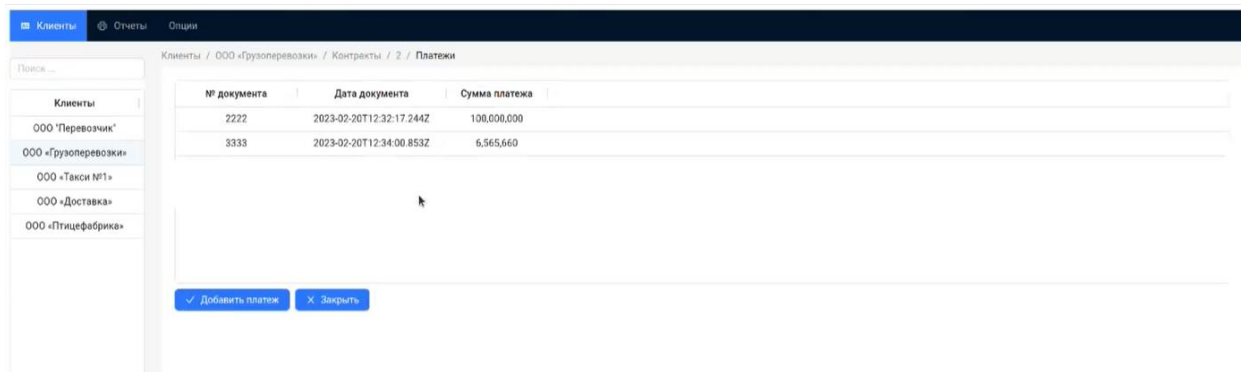 Клиенты Отчеты Опции
Клиенты / ООО «Грузоперевозки» / Контракты / 2 / Платежи
Поиск ...
Клиенты
ООО "Перевозчик"
ООО «Грузоперевозки»
ООО «Такси №1»
ООО «Доставка»
ООО «Птицефабрика»
№ документа Дата документа Сумма платежа
2222 2023-02-20T12:32:17.244Z 100,000,000
3333 2023-02-20T12:34:00.853Z 6,565,660
Добавить платеж Закрыть